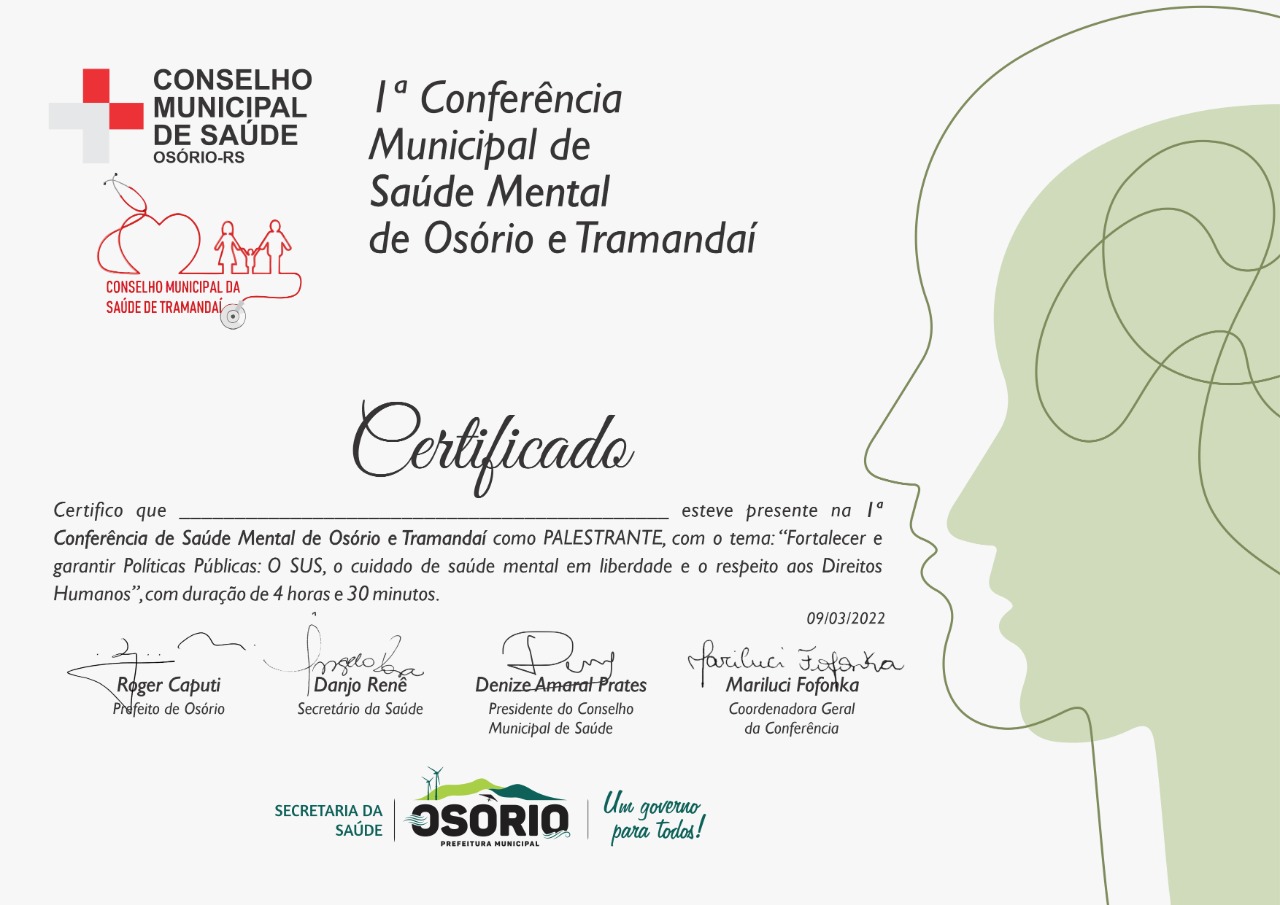 CONSELHO
MUNICIPAL
DE SAÚDE
OSÓRIO-RS
CONSELHO MUNICIPAL DA
SAÚDE DE TRAMANDAÍ
1ª Conferência
Municipal de
Saúde Mental
de Osório e Tramandaí
Certificado
Certifico que _____________________________________________ esteve presente na 1ª
Conferência de Saúde Mental de Osório e Tramandaí como PALESTRANTE, com o tema: “Fortalecer e
garantir Políticas Públicas: O SUS, o cuidado de saúde mental em liberdade e o respeito aos Direitos
Humanos”, com duração de 4 horas e 30 minutos.
09/03/2022
Mariluci Fofonka
Roger Caputi
Prefeito de Osório
Danjo Renê
Secretário da Saúde
Denize Amaral Prates
Presidente do Conselho
Municipal de Saúde
Mariluci Fofonka
Coordenadora Geral
da Conferência
SECRETARIA DA
SAÚDE
OSÓRIO
PREFEITURA MUNICIPAL
Um governo
para todos!